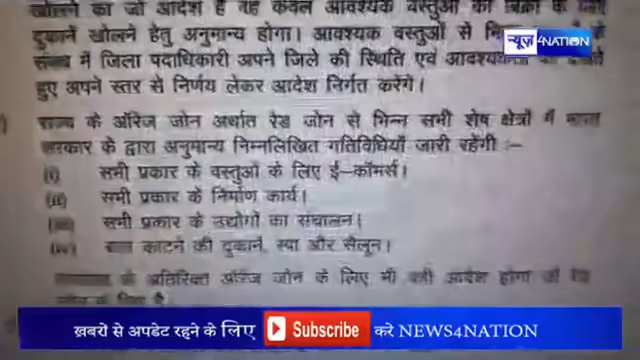 खोलने का जो आदेश है वह केवल आवश्यक वस्तुओं की बिक्री के
दुकानें खोलने हेतु अनुमान्य होगा। आवश्यक वस्तुओं से
न्यूज़4NATION
में जिला पदाधिकारी अपने जिले की स्थिति एवं
हुए अपने स्तर से निर्णय लेकर आदेश निर्गत करेंगे।
राज्य के ऑरेंज जोन अर्थात रेड जोन से भिन्न सभी शेष क्षेत्रों में भारत
सरकार के द्वारा अनुमान्य निम्नलिखित गतिविधियाँ जारी रहेंगी :-
(i) सभी प्रकार के वस्तुओं के लिए ई-कॉमर्स।
(ii) सभी प्रकार के निर्माण कार्य।
(iii) सभी प्रकार के उद्योगों का संचालन।
(iv) बाल काटने की दुकानें, स्पा और सैलून।
के अतिरिक्त ऑरेंज जोन के लिए भी वही आदेश होगा जो रेड
ख़बरों से अपडेट रहने के लिए Subscribe करे NEWS4NATION